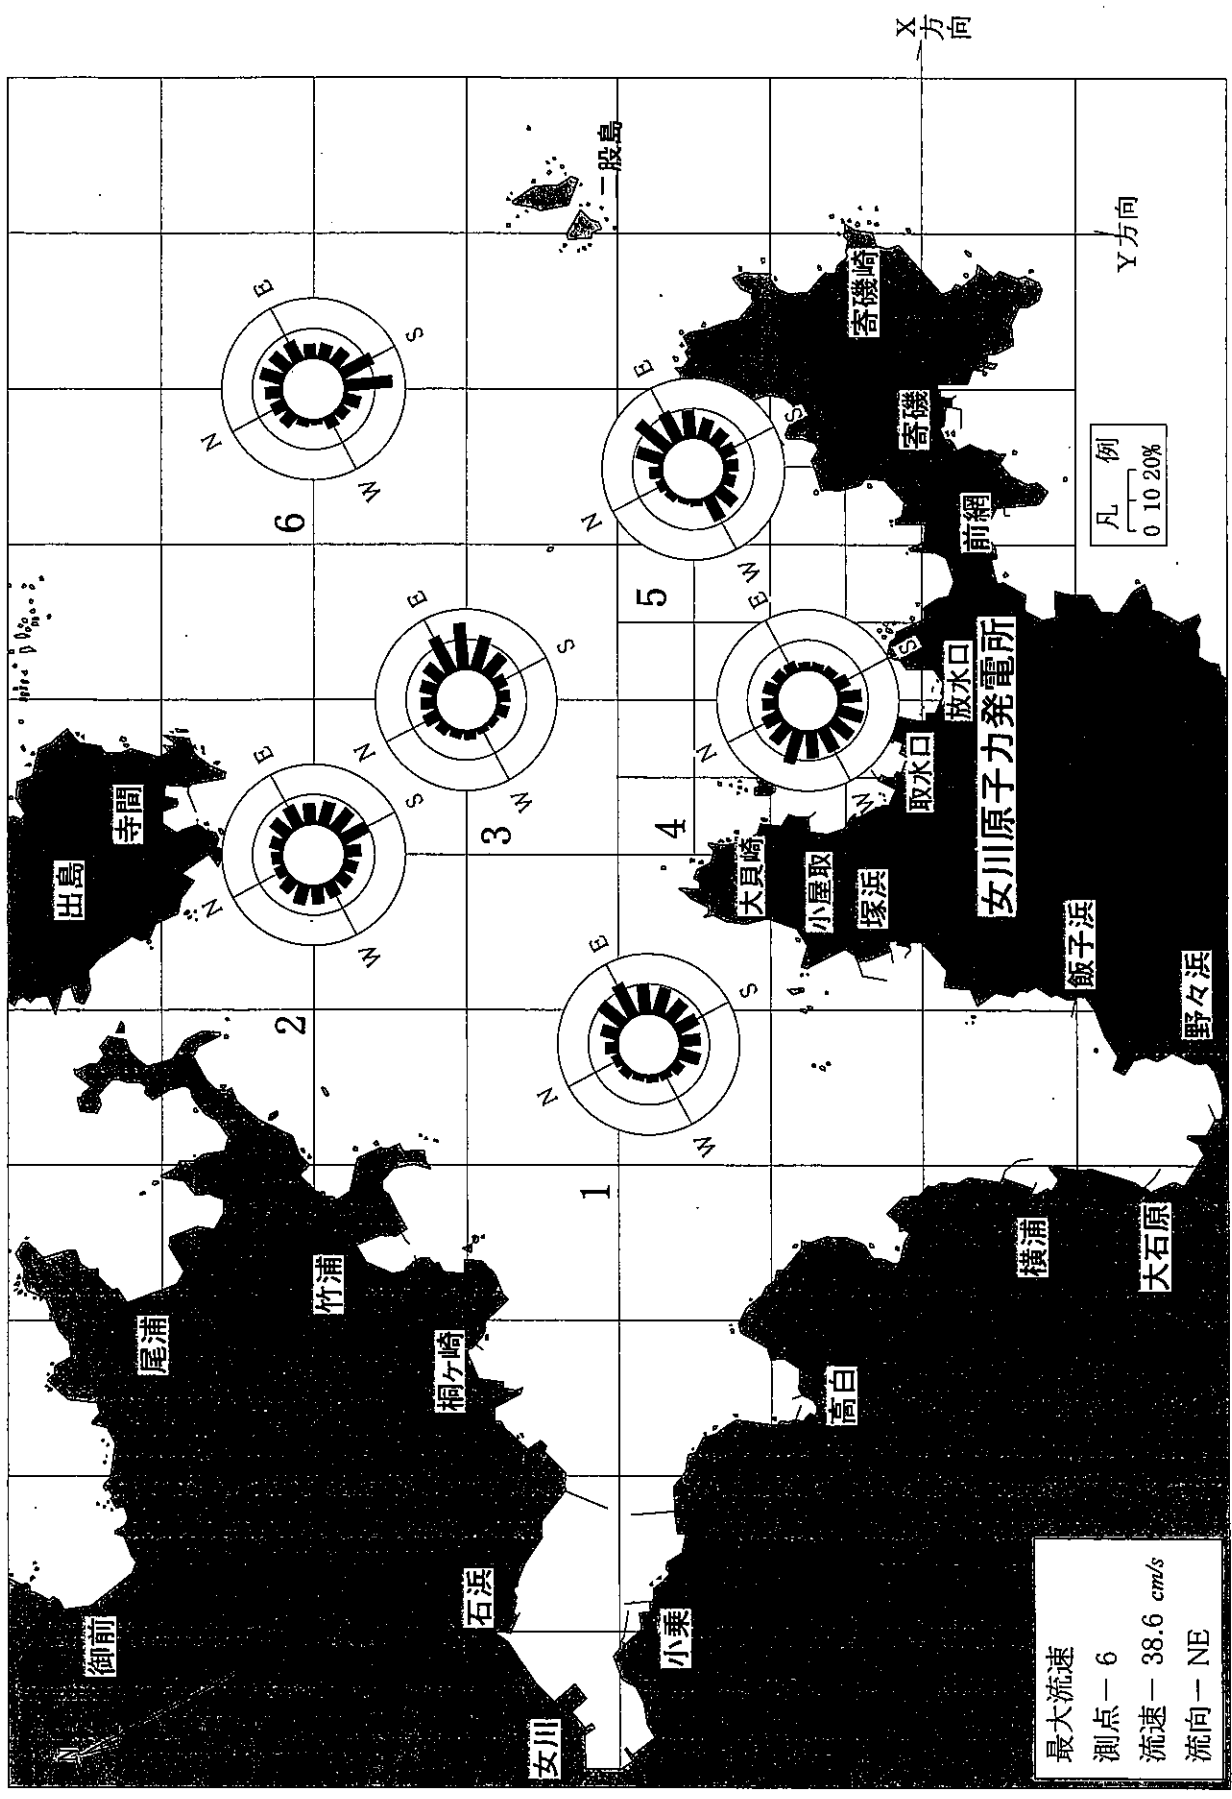 出島
寺間
二股島
御前
尾浦
竹浦
桐ヶ崎
石浜
女川
小乗
高白
横浦
大石原
野々浜
飯子浜
塚浜
小屋取
大貝崎
取水口
放水口
女川原子力発電所
前網
寄磯
寄磯崎
X方向
Y方向
1
2
3
4
5
6
N
N
E
S
W
N
E
S
W
N
E
S
W
N
E
S
W
N
E
S
W
N
E
S
W
凡 例
0 10 20%
最大流速
測点－6
流速－38.6 cm/s
流向－NE